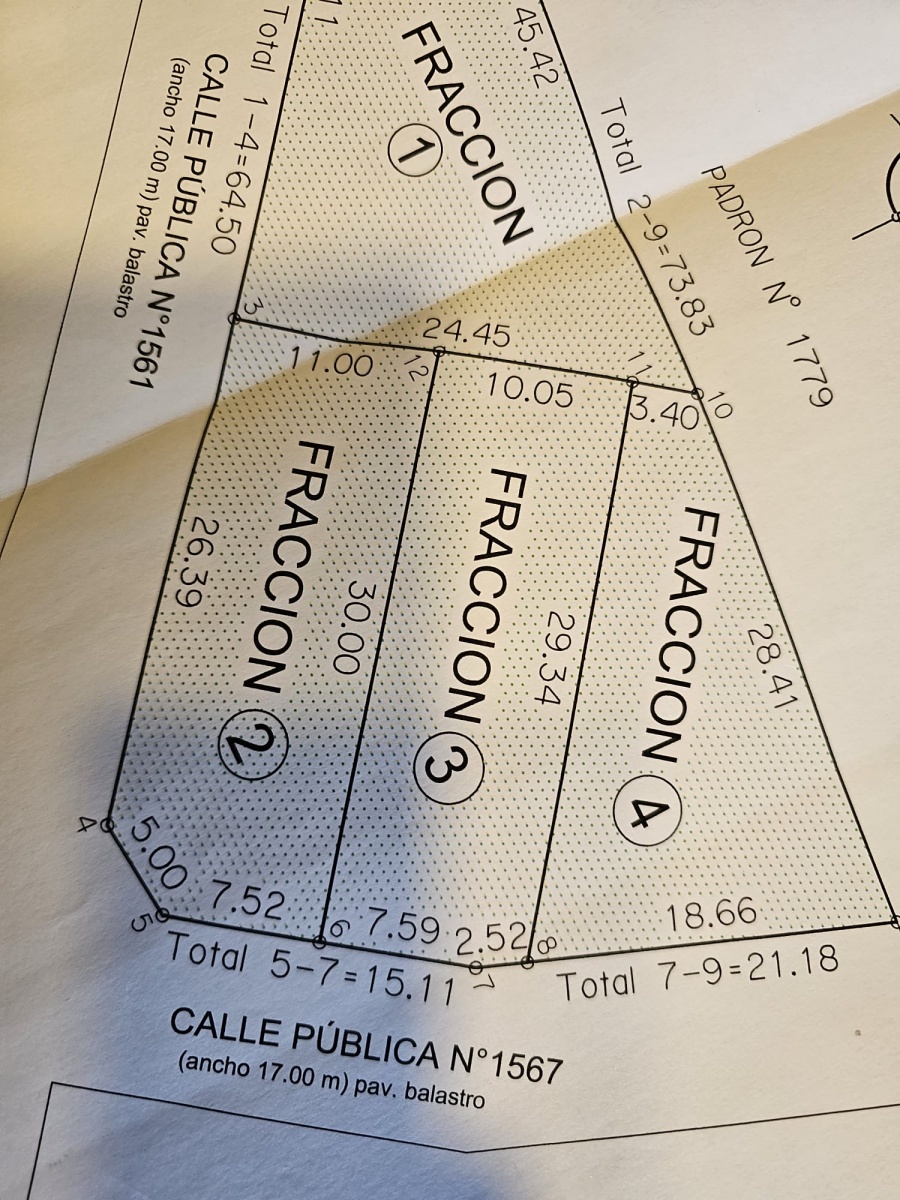 11
Total 1-4=64.50
CALLE PÚBLICA N°1561
(ancho 17.00 m) pav. balastro
FRACCION
1
45.42
Total 2-9=73.83
PADRON N° 1779
3
24.45
11.00
12
10.05
11
3.40
10
26.39
FRACCION 2
30.00
FRACCION 3
29.34
FRACCION 4
28.41
4
5.00
5
7.52
6
7.59
7
2.52
8
18.66
Total 5-7=15.11
Total 7-9=21.18
CALLE PÚBLICA N°1567
(ancho 17.00 m) pav. balastro